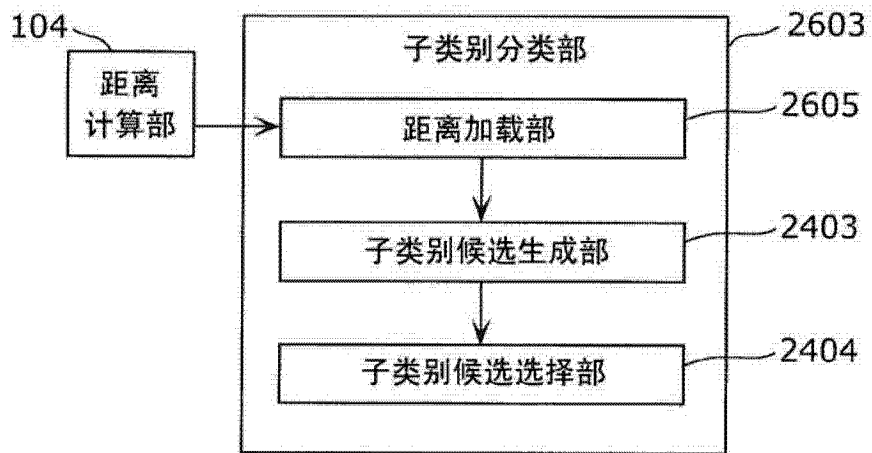 104
距离
计算部
子类别分类部
2603
距离加载部
2605
子类别候选生成部
2403
子类别候选选择部
2404